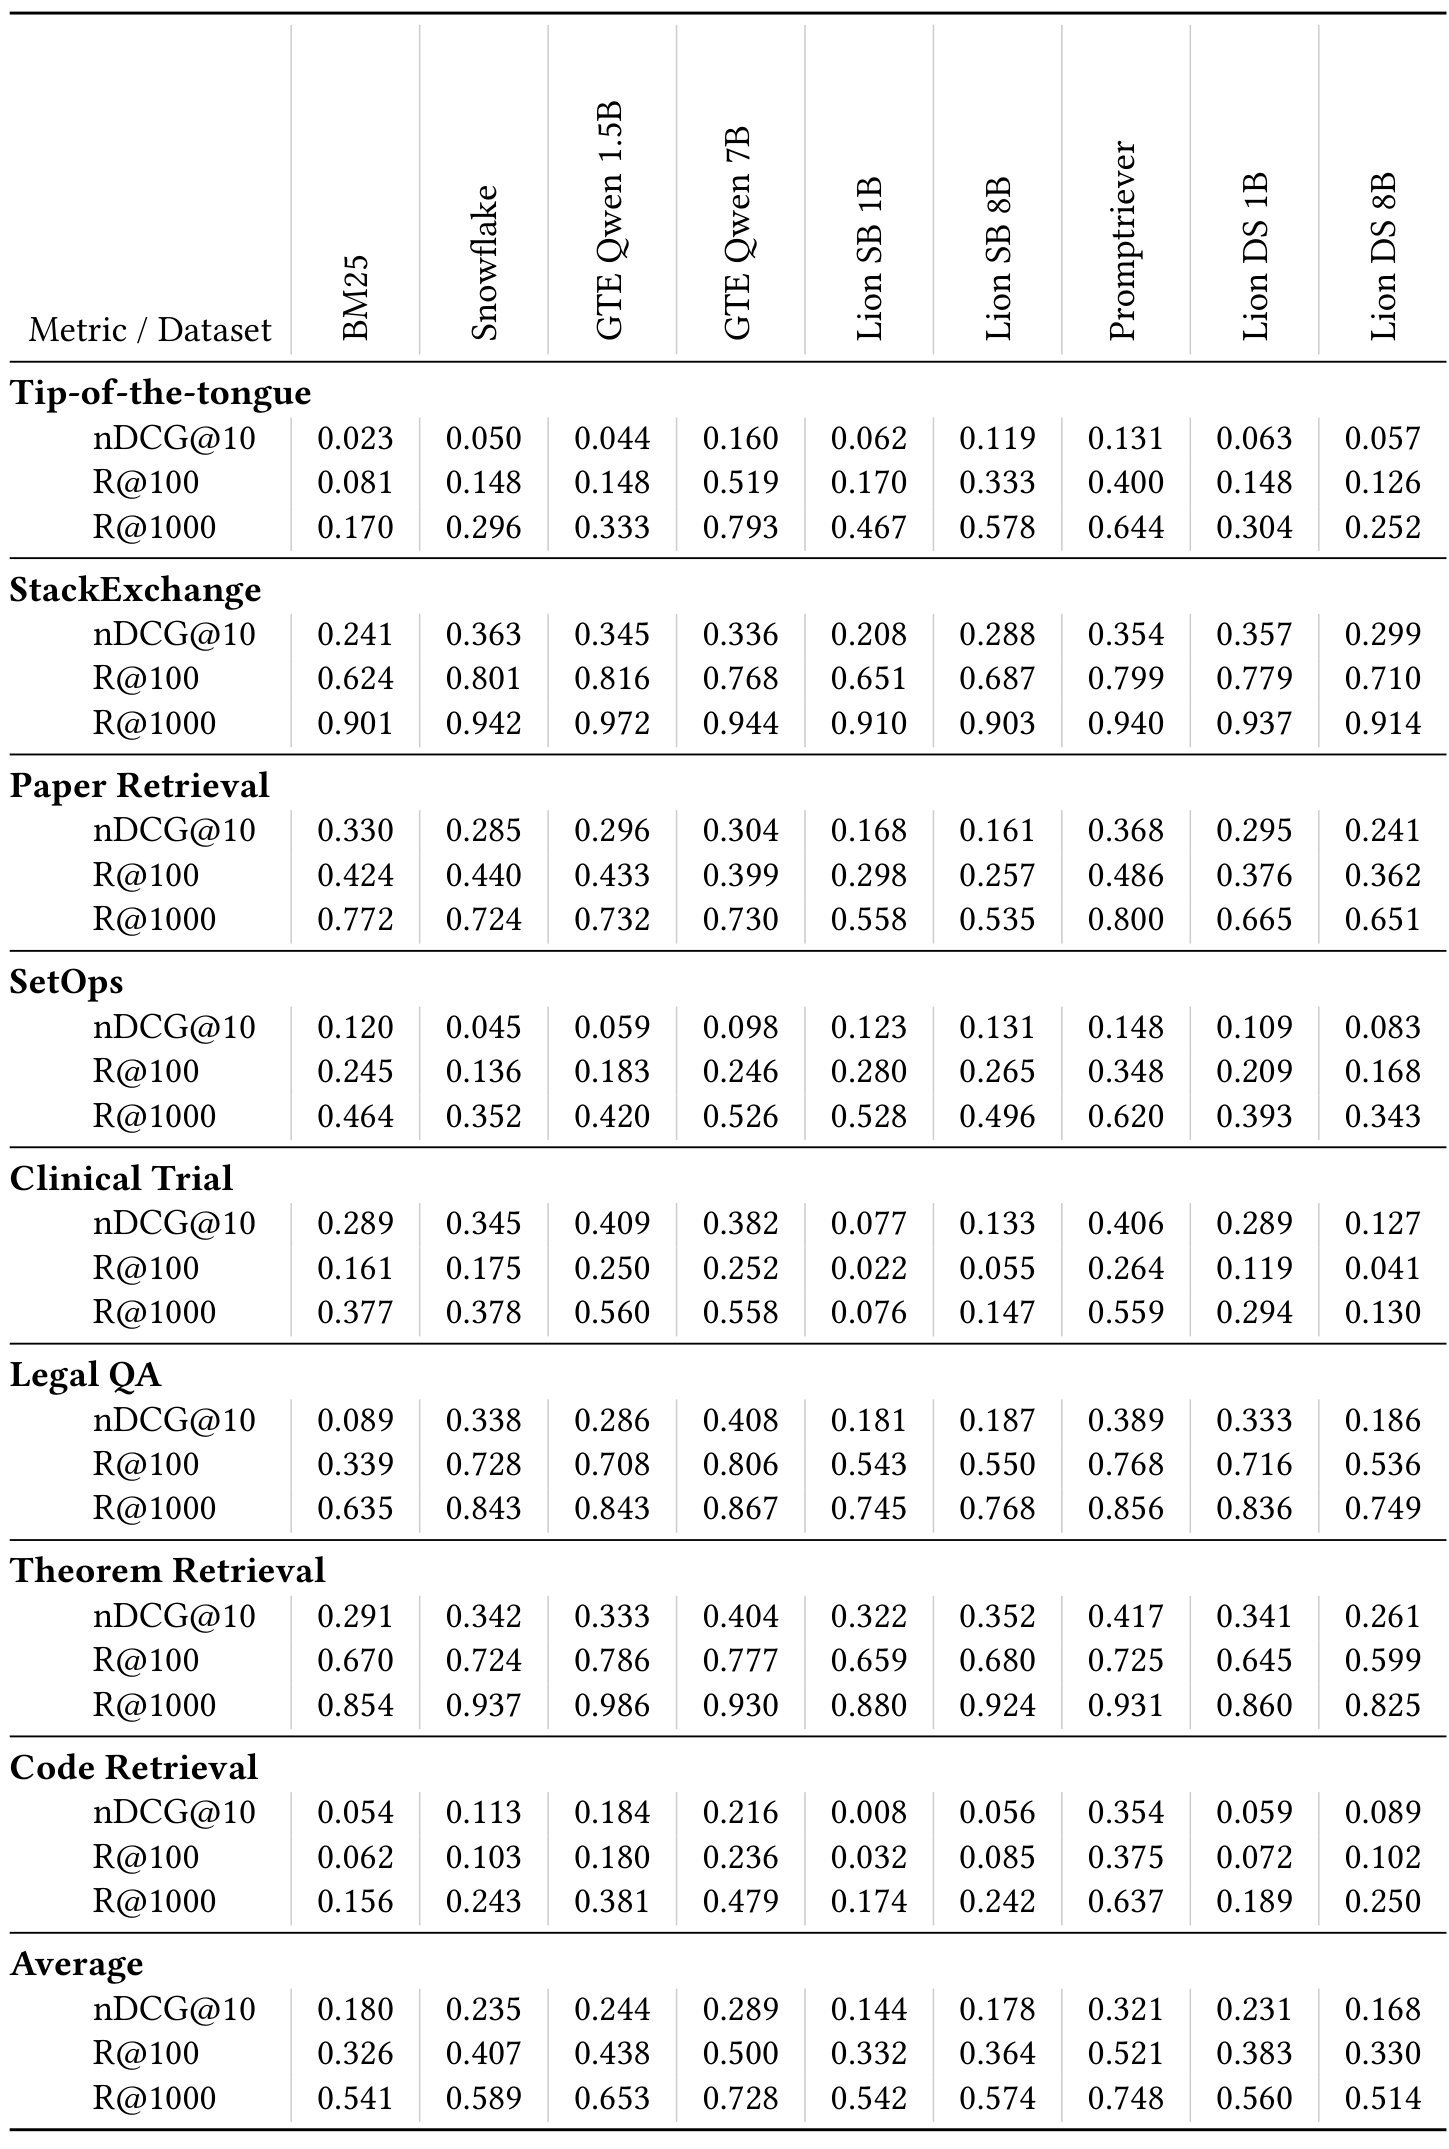 Metric / Dataset BM25 Snowflake GTE Qwen 1.5B GTE Qwen 7B Lion SB 1B Lion SB 8B Promptriever Lion DS 1B Lion DS 8B
Tip-of-the-tongue
nDCG@10 0.023 0.050 0.044 0.160 0.062 0.119 0.131 0.063 0.057
R@100 0.081 0.148 0.148 0.519 0.170 0.333 0.400 0.148 0.126
R@1000 0.170 0.296 0.333 0.793 0.467 0.578 0.644 0.304 0.252
StackExchange
nDCG@10 0.241 0.363 0.345 0.336 0.208 0.288 0.354 0.357 0.299
R@100 0.624 0.801 0.816 0.768 0.651 0.687 0.799 0.779 0.710
R@1000 0.901 0.942 0.972 0.944 0.910 0.903 0.940 0.937 0.914
Paper Retrieval
nDCG@10 0.330 0.285 0.296 0.304 0.168 0.161 0.368 0.295 0.241
R@100 0.424 0.440 0.433 0.399 0.298 0.257 0.486 0.376 0.362
R@1000 0.772 0.724 0.732 0.730 0.558 0.535 0.800 0.665 0.651
SetOps
nDCG@10 0.120 0.045 0.059 0.098 0.123 0.131 0.148 0.109 0.083
R@100 0.245 0.136 0.183 0.246 0.280 0.265 0.348 0.209 0.168
R@1000 0.464 0.352 0.420 0.526 0.528 0.496 0.620 0.393 0.343
Clinical Trial
nDCG@10 0.289 0.345 0.409 0.382 0.077 0.133 0.406 0.289 0.127
R@100 0.161 0.175 0.250 0.252 0.022 0.055 0.264 0.119 0.041
R@1000 0.377 0.378 0.560 0.558 0.076 0.147 0.559 0.294 0.130
Legal QA
nDCG@10 0.089 0.338 0.286 0.408 0.181 0.187 0.389 0.333 0.186
R@100 0.339 0.728 0.708 0.806 0.543 0.550 0.768 0.716 0.536
R@1000 0.635 0.843 0.843 0.867 0.745 0.768 0.856 0.836 0.749
Theorem Retrieval
nDCG@10 0.291 0.342 0.333 0.404 0.322 0.352 0.417 0.341 0.261
R@100 0.670 0.724 0.786 0.777 0.659 0.680 0.725 0.645 0.599
R@1000 0.854 0.937 0.986 0.930 0.880 0.924 0.931 0.860 0.825
Code Retrieval
nDCG@10 0.054 0.113 0.184 0.216 0.008 0.056 0.354 0.059 0.089
R@100 0.062 0.103 0.180 0.236 0.032 0.085 0.375 0.072 0.102
R@1000 0.156 0.243 0.381 0.479 0.174 0.242 0.637 0.189 0.250
Average
nDCG@10 0.180 0.235 0.244 0.289 0.144 0.178 0.321 0.231 0.168
R@100 0.326 0.407 0.438 0.500 0.332 0.364 0.521 0.383 0.330
R@1000 0.541 0.589 0.653 0.728 0.542 0.574 0.748 0.560 0.514